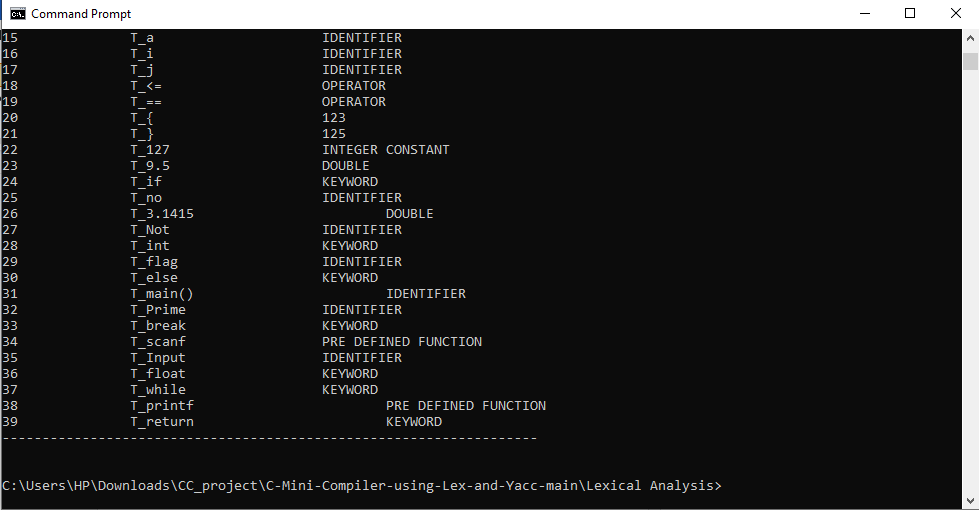 Command Prompt
15 T_a IDENTIFIER
16 T_i IDENTIFIER
17 T_j IDENTIFIER
18 T_<= OPERATOR
19 T_== OPERATOR
20 T_{ 123
21 T_} 125
22 T_127 INTEGER CONSTANT
23 T_9.5 DOUBLE
24 T_if KEYWORD
25 T_no IDENTIFIER
26 T_3.1415 DOUBLE
27 T_Not IDENTIFIER
28 T_int KEYWORD
29 T_flag IDENTIFIER
30 T_else KEYWORD
31 T_main() IDENTIFIER
32 T_Prime IDENTIFIER
33 T_break KEYWORD
34 T_scanf PRE DEFINED FUNCTION
35 T_Input IDENTIFIER
36 T_float KEYWORD
37 T_while KEYWORD
38 T_printf PRE DEFINED FUNCTION
39 T_return KEYWORD
-------------------------------------------------------------------
C:\Users\HP\Downloads\CC_project\C-Mini-Compiler-using-Lex-and-Yacc-main\Lexical Analysis>